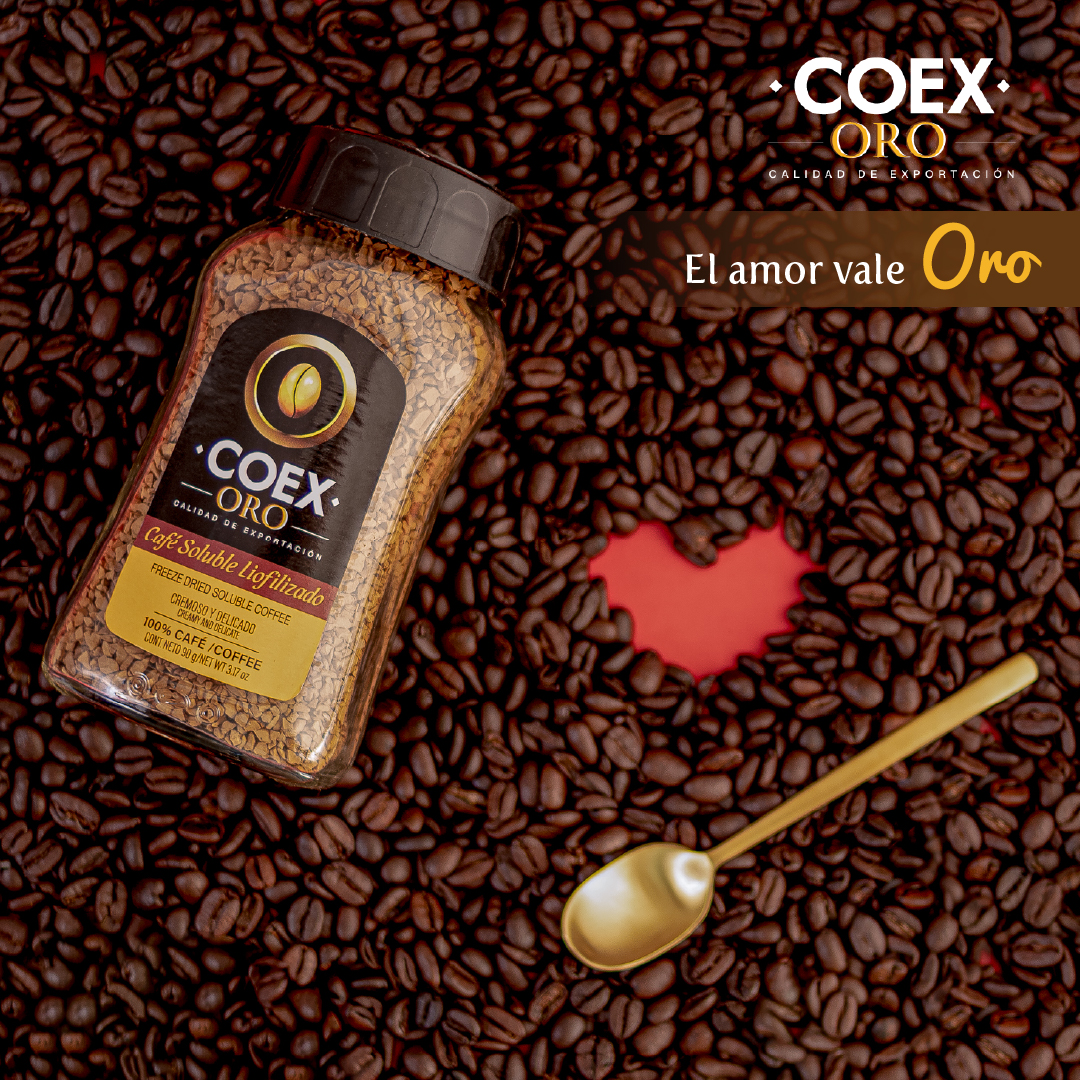 ·COEX·
ORO
CALIDAD DE EXPORTACIÓN
El amor vale Oro
·COEX·
ORO
CALIDAD DE EXPORTACIÓN
Café Soluble Liofilizado
FREEZE DRIED SOLUBLE COFFEE
CREMOSO Y DELICADO
CREAMY AND DELICATE
100% CAFÉ /COFFEE
CONT NETO 90 g/NET WT 3.17 oz